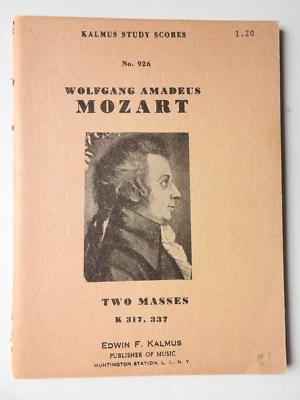 KALMUS STUDY SCORES
1.20
No. 926
WOLFGANG AMADEUS
MOZART
TWO MASSES
K 317, 337
EDWIN F. KALMUS
PUBLISHER OF MUSIC
HUNTINGTON STATION, L. I., N. Y.